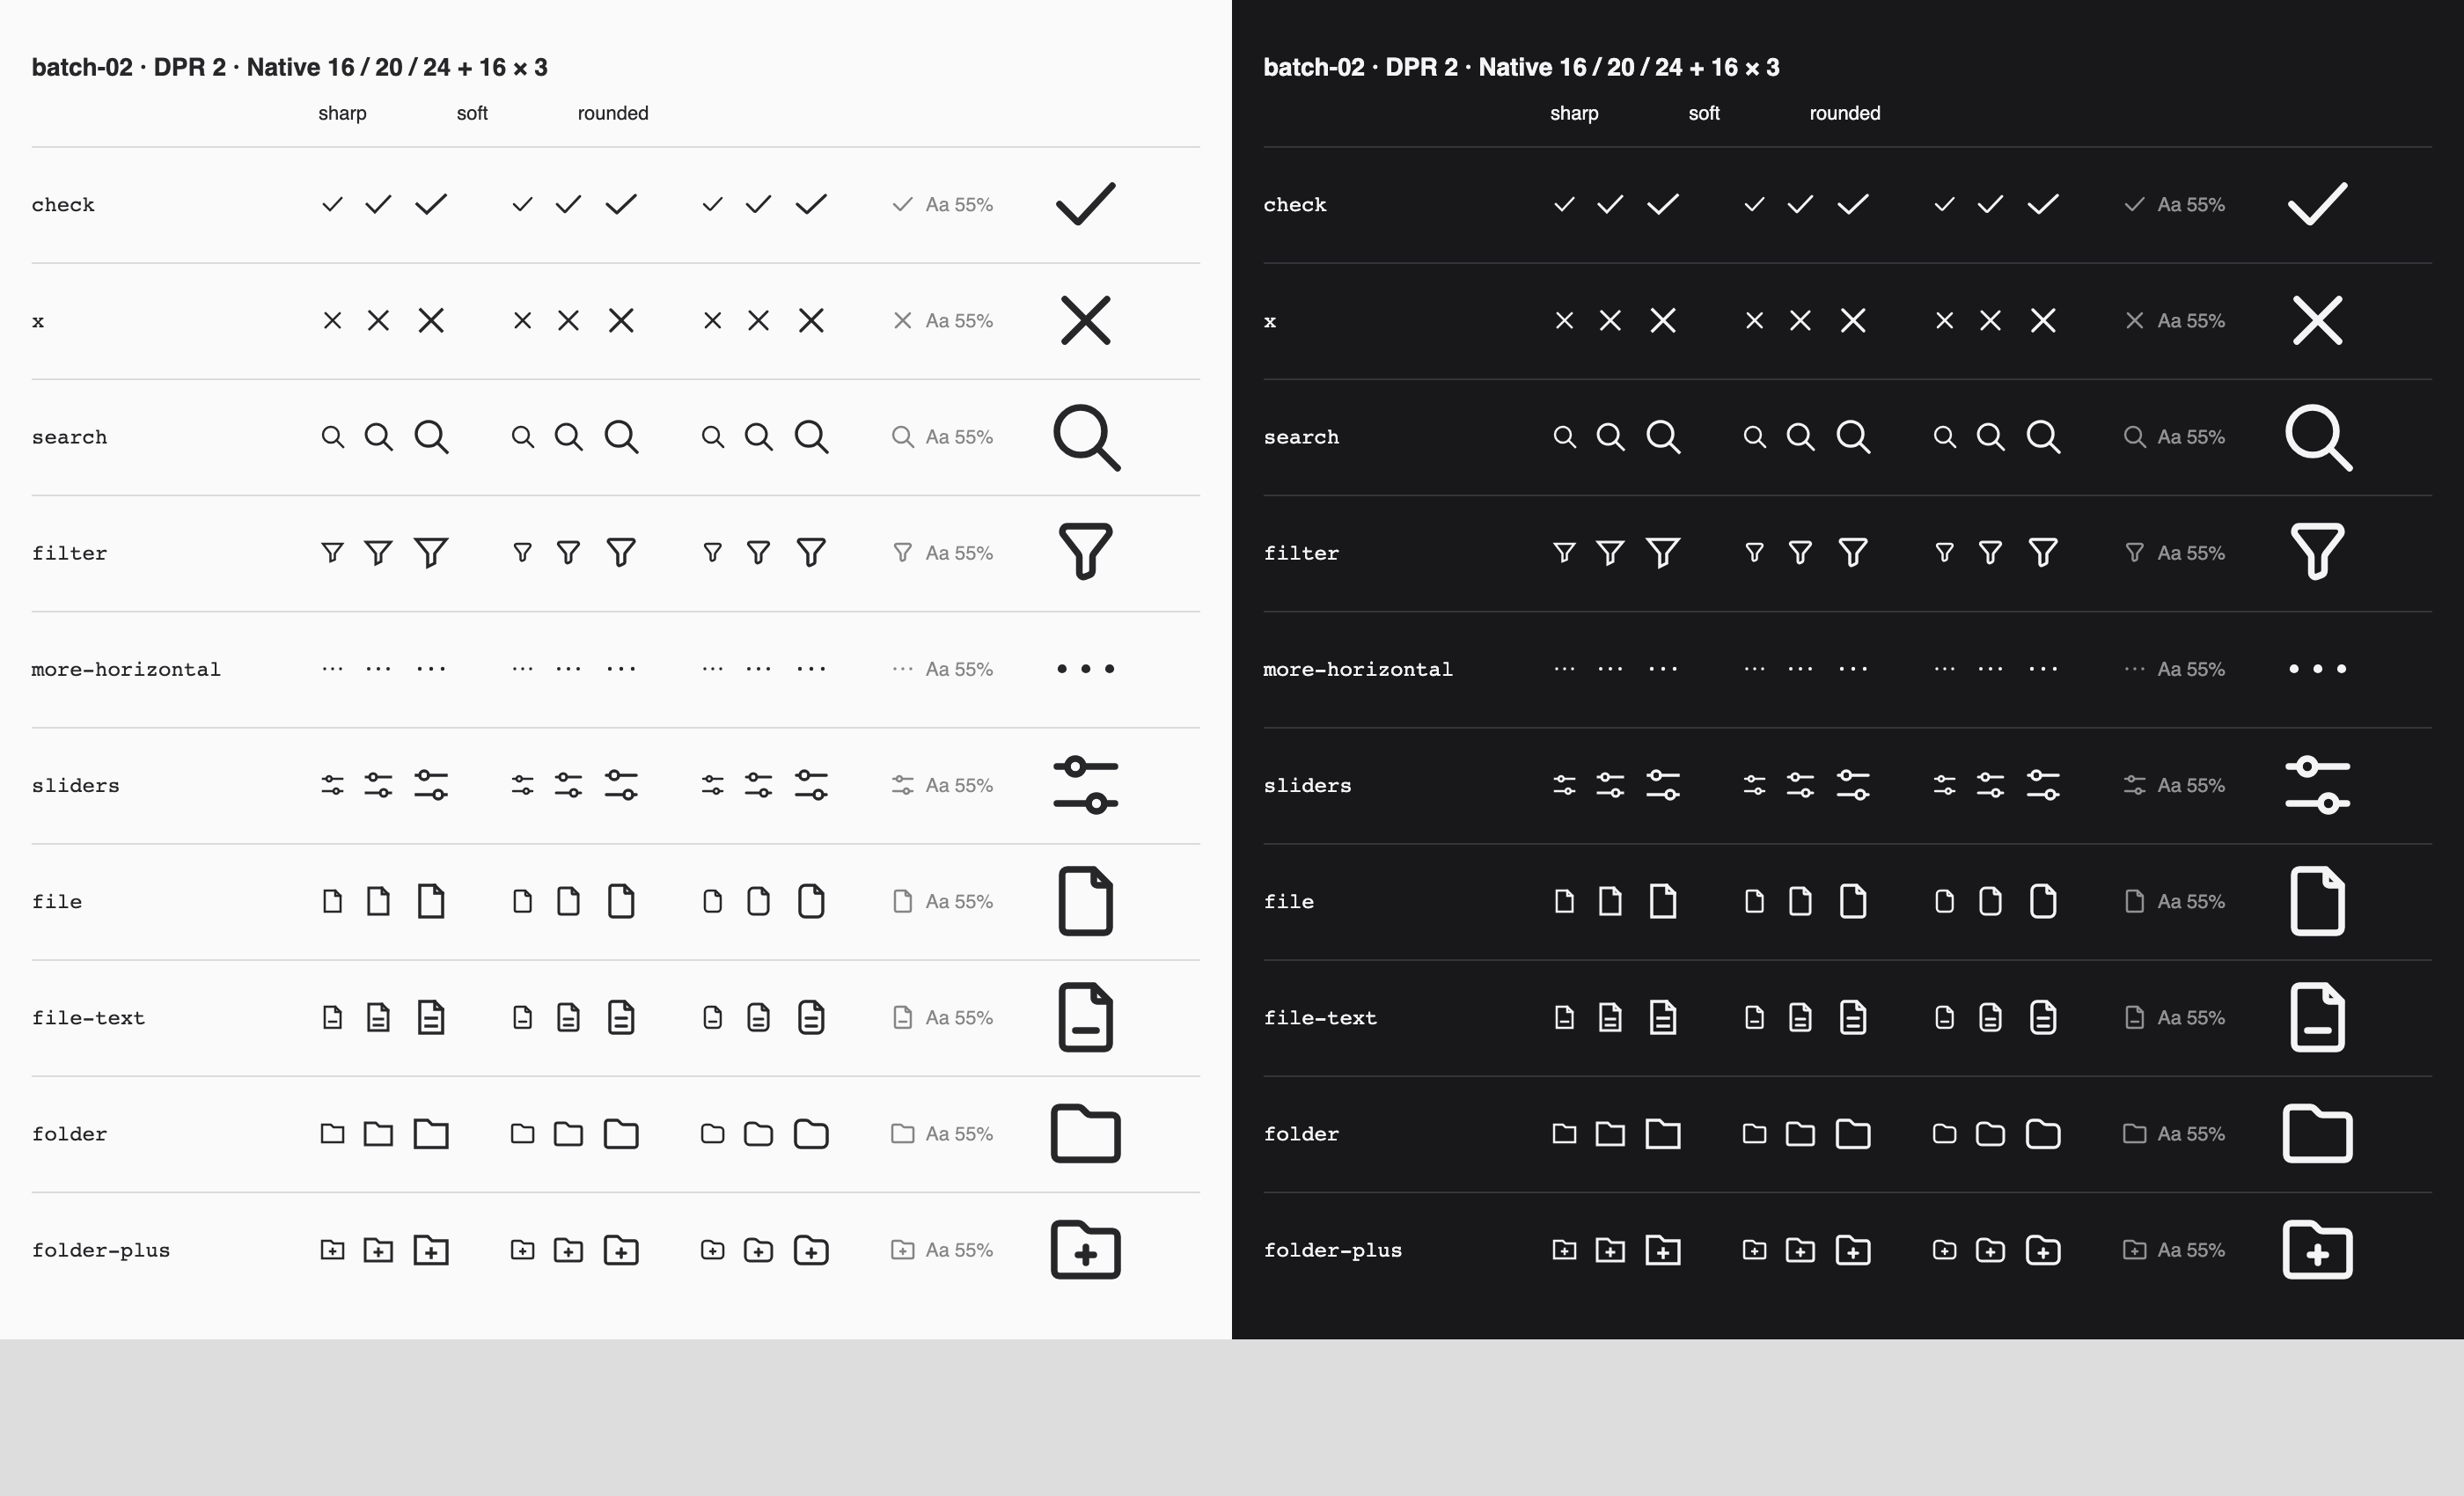 batch-02 · DPR 2 · Native 16 / 20 / 24 + 16 × 3
sharp soft rounded
check Aa 55%
x Aa 55%
search Aa 55%
filter Aa 55%
more-horizontal Aa 55%
sliders Aa 55%
file Aa 55%
file-text Aa 55%
folder Aa 55%
folder-plus Aa 55%
batch-02 · DPR 2 · Native 16 / 20 / 24 + 16 × 3
sharp soft rounded
check Aa 55%
x Aa 55%
search Aa 55%
filter Aa 55%
more-horizontal Aa 55%
sliders Aa 55%
file Aa 55%
file-text Aa 55%
folder Aa 55%
folder-plus Aa 55%